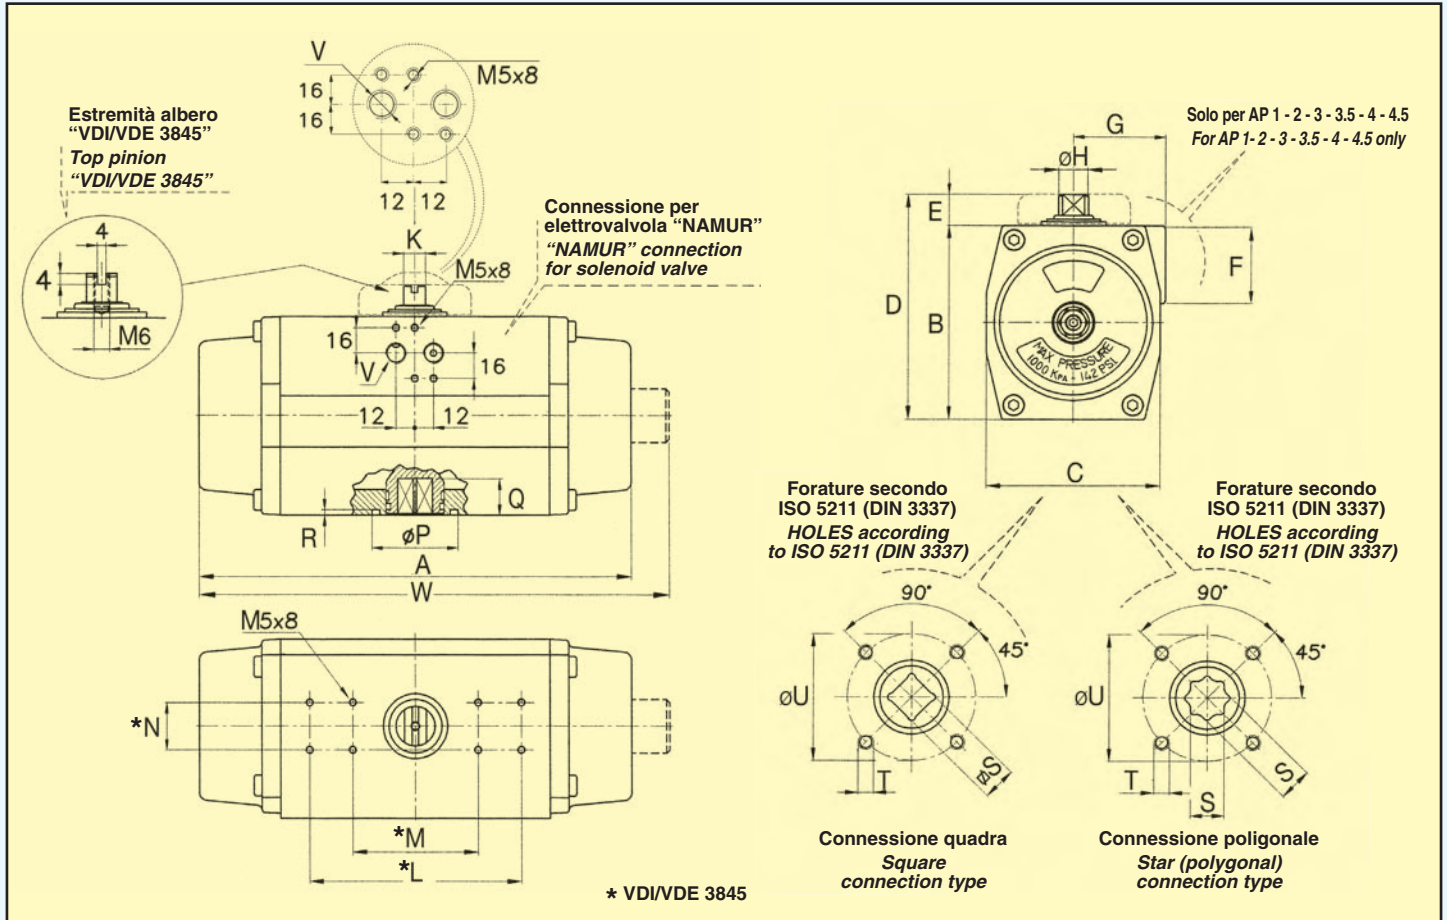 V
M5x8
16
16
12
12
Estremità albero
“VDI/VDE 3845”
Top pinion
“VDI/VDE 3845”
4
4
M6
Connessione per
elettrovalvola “NAMUR”
“NAMUR” connection
for solenoid valve
K
M5x8
16
V
16
12
12
Q
R
øP
A
W
M5x8
*N
*M
*L
* VDI/VDE 3845
Solo per AP 1 - 2 - 3 - 3.5 - 4 - 4.5
For AP 1- 2 - 3 - 3.5 - 4 - 4.5 only
G
øH
E
F
D
B
MAX PRESSURE
1000 KPA - 142 PSI
C
Forature secondo
ISO 5211 (DIN 3337)
HOLES according
to ISO 5211 (DIN 3337)
90°
45°
øU
T
øS
Connessione quadra
Square
connection type
Forature secondo
ISO 5211 (DIN 3337)
HOLES according
to ISO 5211 (DIN 3337)
90°
45°
øU
T
S
S
Connessione poligonale
Star (polygonal)
connection type